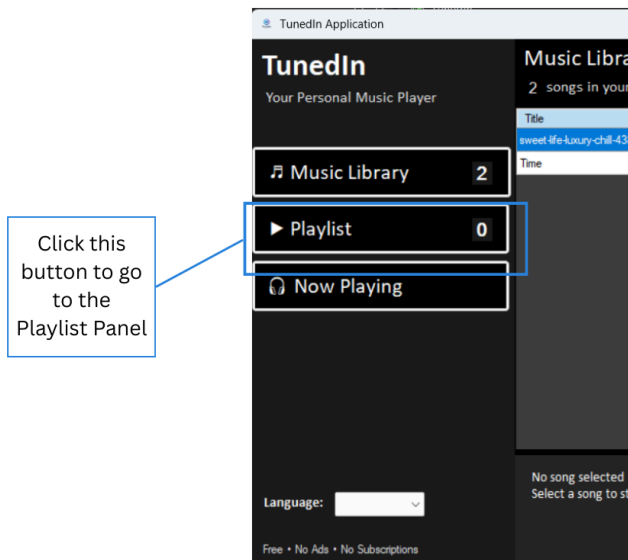 TunedIn Application
TunedIn
Your Personal Music Player
Music Library 2
Playlist 0
Now Playing
Language:
Free • No Ads • No Subscriptions
Music
2 songs in your
Title
Time
No song selected
Select a song to
Click this
button to go
to the
Playlist Panel